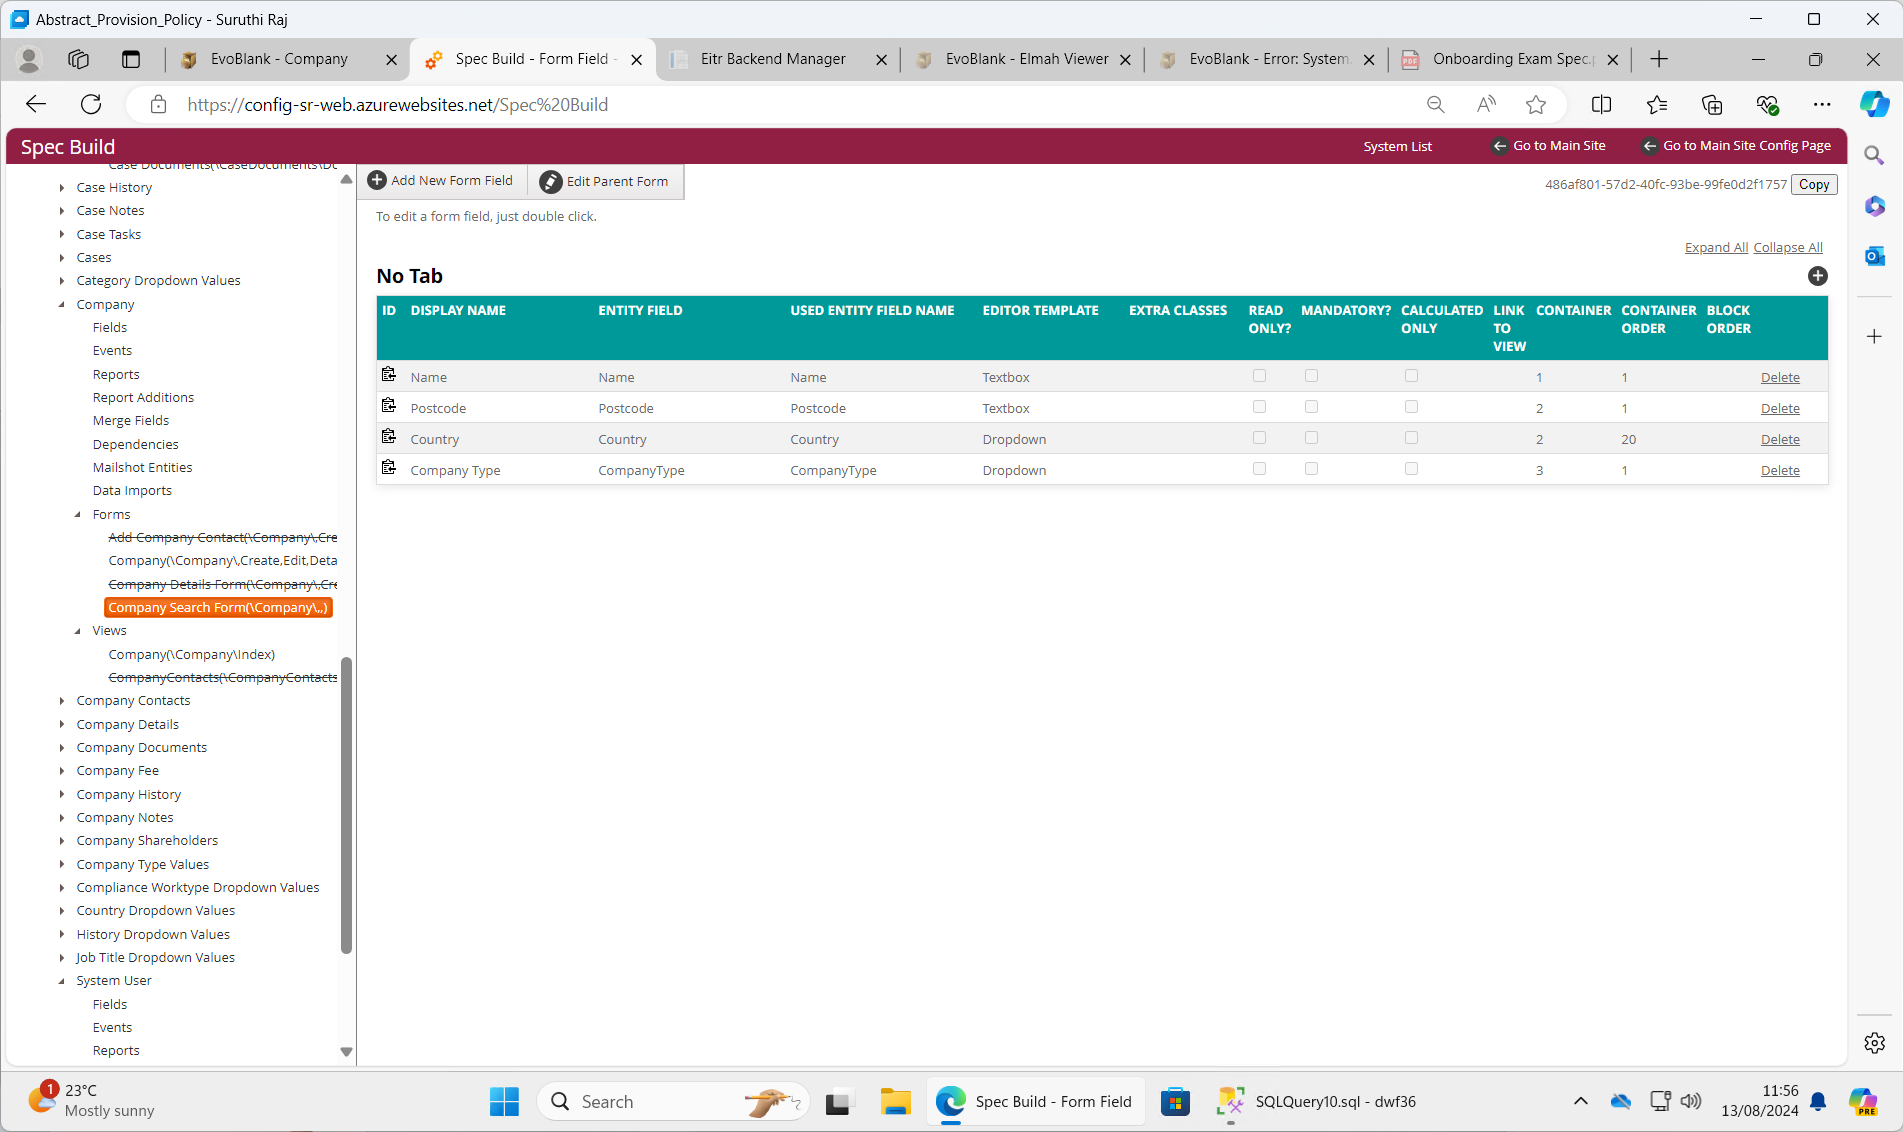 Abstract_Provision_Policy - Suruthi Raj
EvoBlank - Company
Spec Build - Form Field -
Eitr Backend Manager
EvoBlank - Elmah Viewer
EvoBlank - Error: System.
Onboarding Exam Spec.p
https://config-sr-web.azurewebsites.net/Spec%20Build
Spec Build
System List
Go to Main Site
Go to Main Site Config Page
Case Documents(\CaseDocuments\Do
Case History
Case Notes
Case Tasks
Cases
Category Dropdown Values
Company
Fields
Events
Reports
Report Additions
Merge Fields
Dependencies
Mailshot Entities
Data Imports
Forms
Add Company Contact(\Company\,Cre
Company(\Company\,Create,Edit,Deta
Company Details Form(\Company\,Cre
Company Search Form(\Company\,,)
Views
Company(\Company\Index)
CompanyContacts(\CompanyContacts
Company Contacts
Company Details
Company Documents
Company Fee
Company History
Company Notes
Company Shareholders
Company Type Values
Compliance Worktype Dropdown Values
Country Dropdown Values
History Dropdown Values
Job Title Dropdown Values
System User
Fields
Events
Reports
Add New Form Field
Edit Parent Form
486af801-57d2-40fc-93be-99fe0d2f1757 Copy
To edit a form field, just double click.
Expand All Collapse All
No Tab
ID DISPLAY NAME ENTITY FIELD USED ENTITY FIELD NAME EDITOR TEMPLATE EXTRA CLASSES READ ONLY? MANDATORY? CALCULATED ONLY LINK TO VIEW CONTAINER CONTAINER ORDER BLOCK ORDER
Name Name Name Textbox 1 1 Delete
Postcode Postcode Postcode Textbox 2 1 Delete
Country Country Country Dropdown 2 20 Delete
Company Type CompanyType CompanyType Dropdown 3 1 Delete
1
23°C
Mostly sunny
Search
Spec Build - Form Field
SQLQuery10.sql - dwf36
11:56
13/08/2024
PRE